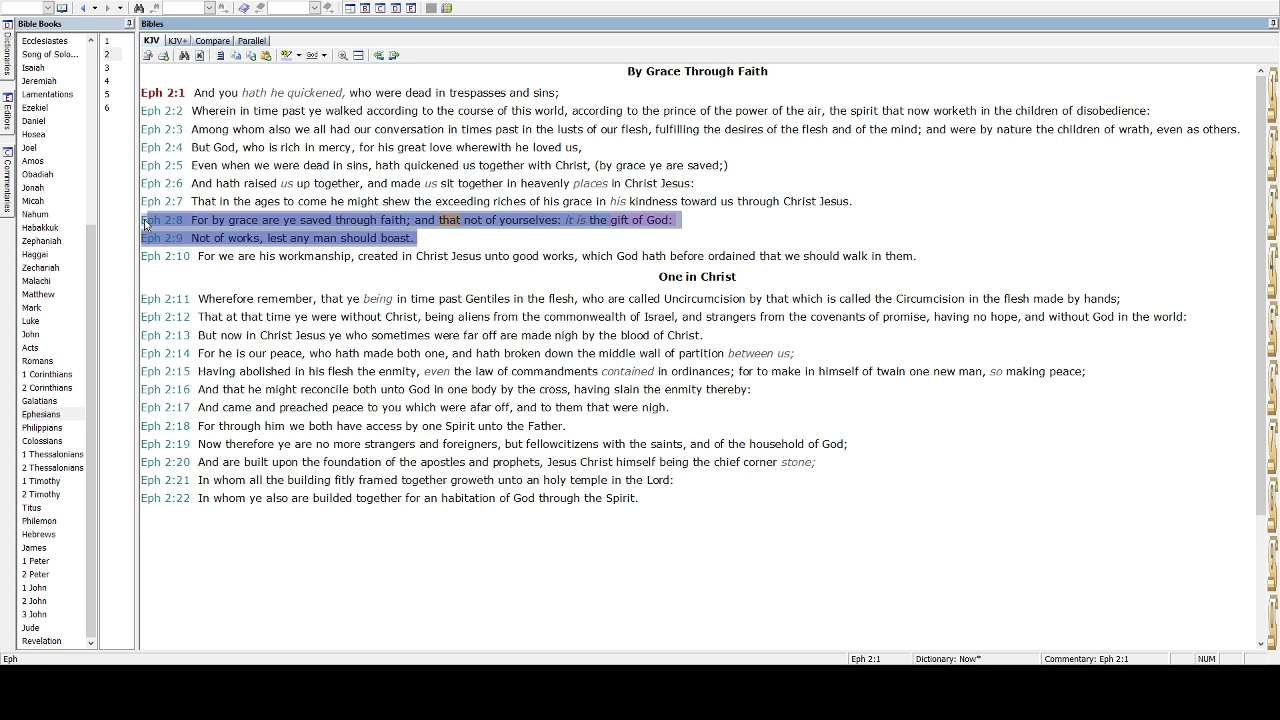 Bible Books
Bibles
Dictionaries
Editors
Commentaries
Ecclesiastes
Song of Solo...
Isaiah
Jeremiah
Lamentations
Ezekiel
Daniel
Hosea
Joel
Amos
Obadiah
Jonah
Micah
Nahum
Habakkuk
Zephaniah
Haggai
Zechariah
Malachi
Matthew
Mark
Luke
John
Acts
Romans
1 Corinthians
2 Corinthians
Galatians
Ephesians
Philippians
Colossians
1 Thessalonians
2 Thessalonians
1 Timothy
2 Timothy
Titus
Philemon
Hebrews
James
1 Peter
2 Peter
1 John
2 John
3 John
Jude
Revelation
1
2
3
4
5
6
KJV KJV+ Compare Parallel
God
By Grace Through Faith
Eph 2:1 And you hath he quickened, who were dead in trespasses and sins;
Eph 2:2 Wherein in time past ye walked according to the course of this world, according to the prince of the power of the air, the spirit that now worketh in the children of disobedience:
Eph 2:3 Among whom also we all had our conversation in times past in the lusts of our flesh, fulfilling the desires of the flesh and of the mind; and were by nature the children of wrath, even as others.
Eph 2:4 But God, who is rich in mercy, for his great love wherewith he loved us,
Eph 2:5 Even when we were dead in sins, hath quickened us together with Christ, (by grace ye are saved;)
Eph 2:6 And hath raised us up together, and made us sit together in heavenly places in Christ Jesus:
Eph 2:7 That in the ages to come he might shew the exceeding riches of his grace in his kindness toward us through Christ Jesus.
Eph 2:8 For by grace are ye saved through faith; and that not of yourselves: it is the gift of God:
Eph 2:9 Not of works, lest any man should boast.
Eph 2:10 For we are his workmanship, created in Christ Jesus unto good works, which God hath before ordained that we should walk in them.
One in Christ
Eph 2:11 Wherefore remember, that ye being in time past Gentiles in the flesh, who are called Uncircumcision by that which is called the Circumcision in the flesh made by hands;
Eph 2:12 That at that time ye were without Christ, being aliens from the commonwealth of Israel, and strangers from the covenants of promise, having no hope, and without God in the world:
Eph 2:13 But now in Christ Jesus ye who sometimes were far off are made nigh by the blood of Christ.
Eph 2:14 For he is our peace, who hath made both one, and hath broken down the middle wall of partition between us;
Eph 2:15 Having abolished in his flesh the enmity, even the law of commandments contained in ordinances; for to make in himself of twain one new man, so making peace;
Eph 2:16 And that he might reconcile both unto God in one body by the cross, having slain the enmity thereby:
Eph 2:17 And came and preached peace to you which were afar off, and to them that were nigh.
Eph 2:18 For through him we both have access by one Spirit unto the Father.
Eph 2:19 Now therefore ye are no more strangers and foreigners, but fellowcitizens with the saints, and of the household of God;
Eph 2:20 And are built upon the foundation of the apostles and prophets, Jesus Christ himself being the chief corner stone;
Eph 2:21 In whom all the building fitly framed together groweth unto an holy temple in the Lord:
Eph 2:22 In whom ye also are builded together for an habitation of God through the Spirit.
Eph
Eph 2:1
Dictionary: Now*
Commentary: Eph 2:1
NUM